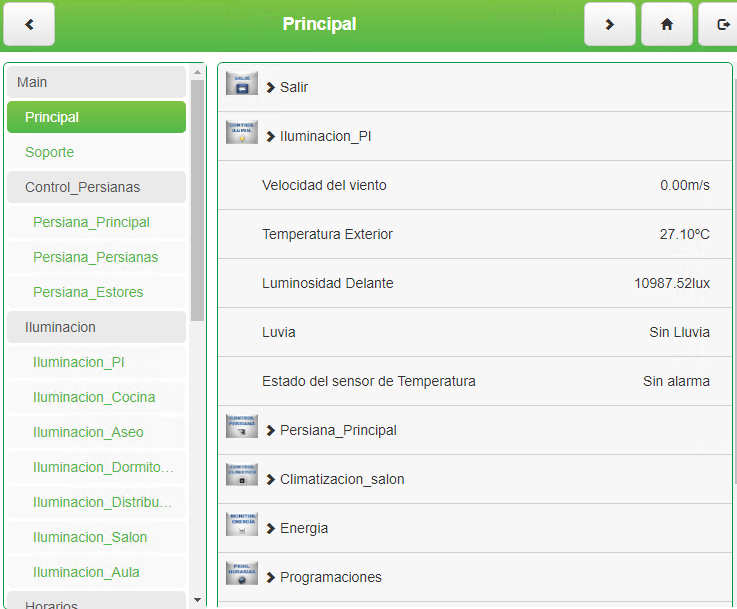 Principal
Main
Principal
Soporte
Control_Persianas
Persiana_Principal
Persiana_Persianas
Persiana_Estores
Iluminacion
Iluminacion_PI
Iluminacion_Cocina
Iluminacion_Aseo
Iluminacion_Dormito...
Iluminacion_Distribu...
Iluminacion_Salon
Iluminacion_Aula
Horarios
SALIR
Salir
CONTROL
ILUMIN.
Iluminacion_PI
Velocidad del viento 0.00m/s
Temperatura Exterior 27.10ºC
Luminosidad Delante 10987.52lux
Luvia Sin Lluvia
Estado del sensor de Temperatura Sin alarma
CONTROL
PERSIANA
Persiana_Principal
CONTROL
CLIMATICO
Climatizacion_salon
MONITOR.
ENERGIA
Energia
PROG.
HORARIAS
Programaciones